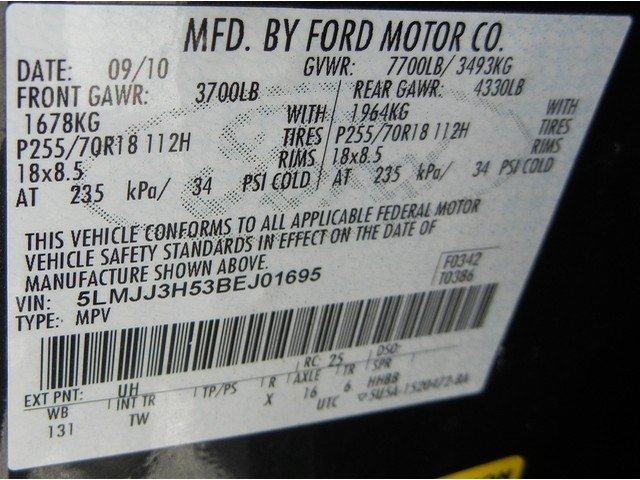 MFD. BY FORD MOTOR CO.
DATE: 09/10 GVWR: 7700LB/ 3493KG
FRONT GAWR: 3700LB REAR GAWR: 4330LB
1678KG WITH 1964KG WITH
P255/70R18 112H TIRES P255/70R18 112H TIRES
18x8.5 RIMS 18x8.5 RIMS
AT 235 kPa/ 34 PSI COLD AT 235 kPa/ 34 PSI COLD
THIS VEHICLE CONFORMS TO ALL APPLICABLE FEDERAL MOTOR
VEHICLE SAFETY STANDARDS IN EFFECT ON THE DATE OF
MANUFACTURE SHOWN ABOVE.
F0342
VIN: 5LMJJ3H53BEJ01695
T0386
TYPE: MPV
RC: 25 DSO:
EXT PNT: UH
WB INT TR TP/PS R AXLE TR SPR
131 TW X 16 6 HHBB
UTC